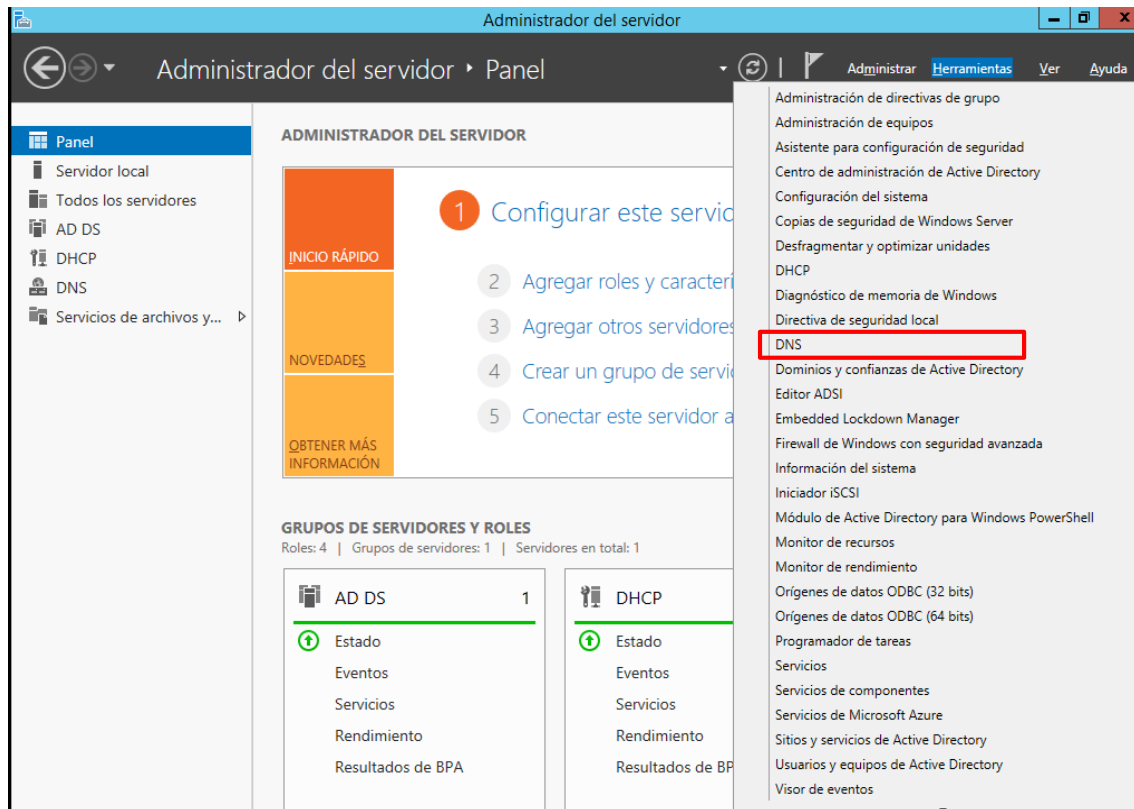 Administrador del servidor
Administrador del servidor ‣ Panel
Administrar Herramientas Ver Ayuda
Panel
Servidor local
Todos los servidores
AD DS
DHCP
DNS
Servicios de archivos y...
ADMINISTRADOR DEL SERVIDOR
INICIO RÁPIDO
NOVEDADES
OBTENER MÁS
INFORMACIÓN
1 Configurar este servid
2 Agregar roles y caracterí
3 Agregar otros servidores
4 Crear un grupo de servi
5 Conectar este servidor a
GRUPOS DE SERVIDORES Y ROLES
Roles: 4 | Grupos de servidores: 1 | Servidores en total: 1
AD DS 1
Estado
Eventos
Servicios
Rendimiento
Resultados de BPA
DHCP
Estado
Eventos
Servicios
Rendimiento
Resultados de BP
Administración de directivas de grupo
Administración de equipos
Asistente para configuración de seguridad
Centro de administración de Active Directory
Configuración del sistema
Copias de seguridad de Windows Server
Desfragmentar y optimizar unidades
DHCP
Diagnóstico de memoria de Windows
Directiva de seguridad local
DNS
Dominios y confianzas de Active Directory
Editor ADSI
Embedded Lockdown Manager
Firewall de Windows con seguridad avanzada
Información del sistema
Iniciador iSCSI
Módulo de Active Directory para Windows PowerShell
Monitor de recursos
Monitor de rendimiento
Orígenes de datos ODBC (32 bits)
Orígenes de datos ODBC (64 bits)
Programador de tareas
Servicios
Servicios de componentes
Servicios de Microsoft Azure
Sitios y servicios de Active Directory
Usuarios y equipos de Active Directory
Visor de eventos